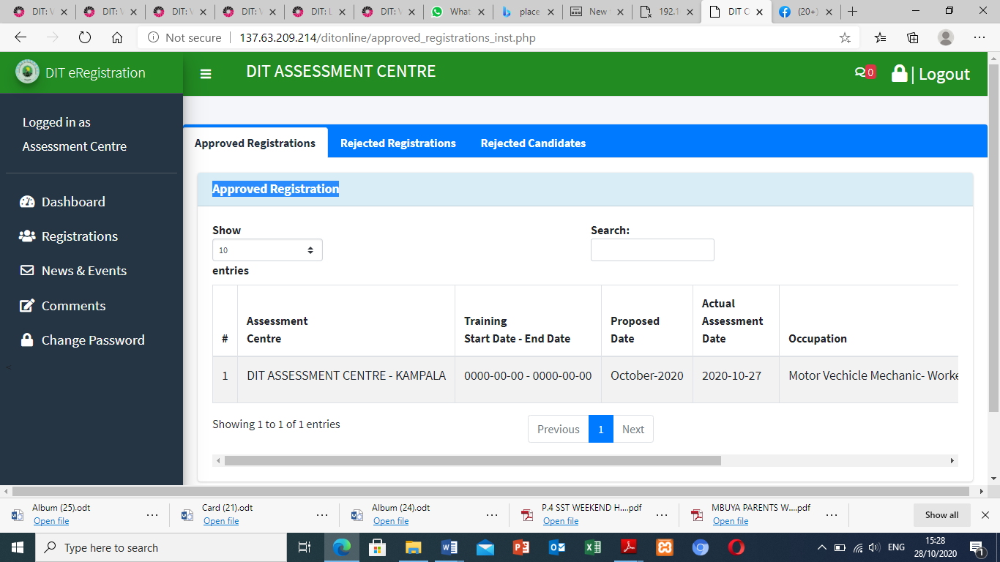 DIT: V
DIT: V
DIT: V
DIT: V
DIT: L
DIT: V
What
place
New
192.1
DIT C
(20+)
Not secure 137.63.209.214/ditonline/approved_registrations_inst.php
DIT eRegistration
DIT ASSESSMENT CENTRE
0
| Logout
Logged in as
Assessment Centre
Dashboard
Registrations
News & Events
Comments
Change Password
Approved Registrations Rejected Registrations Rejected Candidates
Approved Registration
Show
10
entries
Search:
# Assessment Centre Training Start Date - End Date Proposed Date Actual Assessment Date Occupation
1 DIT ASSESSMENT CENTRE - KAMPALA 0000-00-00 - 0000-00-00 October-2020 2020-10-27 Motor Vechicle Mechanic- Worke
Showing 1 to 1 of 1 entries
Previous 1 Next
Album (25).odt
Open file
Card (21).odt
Open file
Album (24).odt
Open file
P.4 SST WEEKEND H....pdf
Open file
MBUYA PARENTS W....pdf
Open file
Show all
Type here to search
ENG
15:28
28/10/2020
1